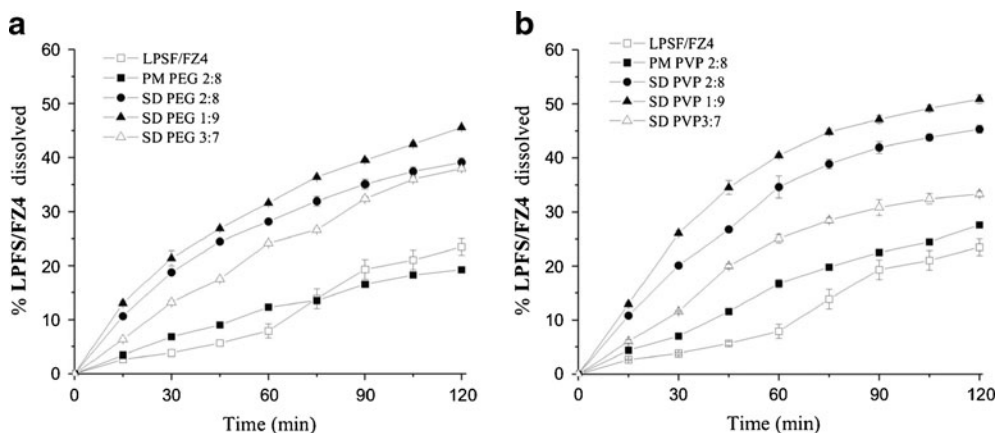 a
60
50
40
30
20
10
0
% LPFS/FZ4 dissolved
LPSF/FZ4
PM PEG 2:8
SD PEG 2:8
SD PEG 1:9
SD PEG 3:7
0 30 60 90 120
Time (min)
b
60
50
40
30
20
10
0
% LPFS/FZ4 dissolved
LPSF/FZ4
PM PVP 2:8
SD PVP 2:8
SD PVP 1:9
SD PVP3:7
0 30 60 90 120
Time (min)